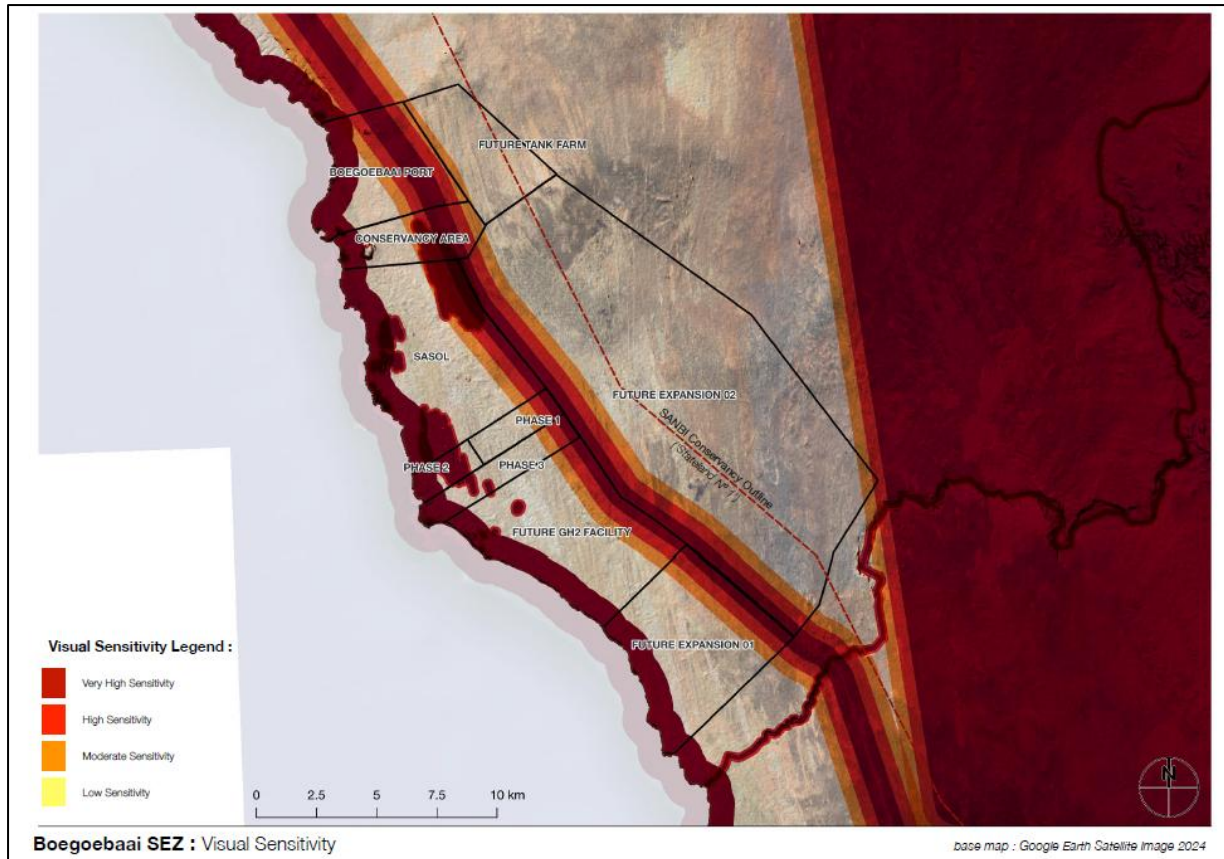 FUTURE TANK FARM
BOEGOEBAAI PORT
CONSERVANCY AREA
SASOL
FUTURE EXPANSION 02
SANBI Conservancy Outline
(Stateland Nº 1)
PHASE 1
PHASE 2
PHASE 3
FUTURE GH2 FACILITY
FUTURE EXPANSION 01
Visual Sensitivity Legend :
Very High Sensitivity
High Sensitivity
Moderate Sensitivity
Low Sensitivity
0 2.5 5 7.5 10 km
N
Boegoebaai SEZ : Visual Sensitivity
base map : Google Earth Satellite Image 2024